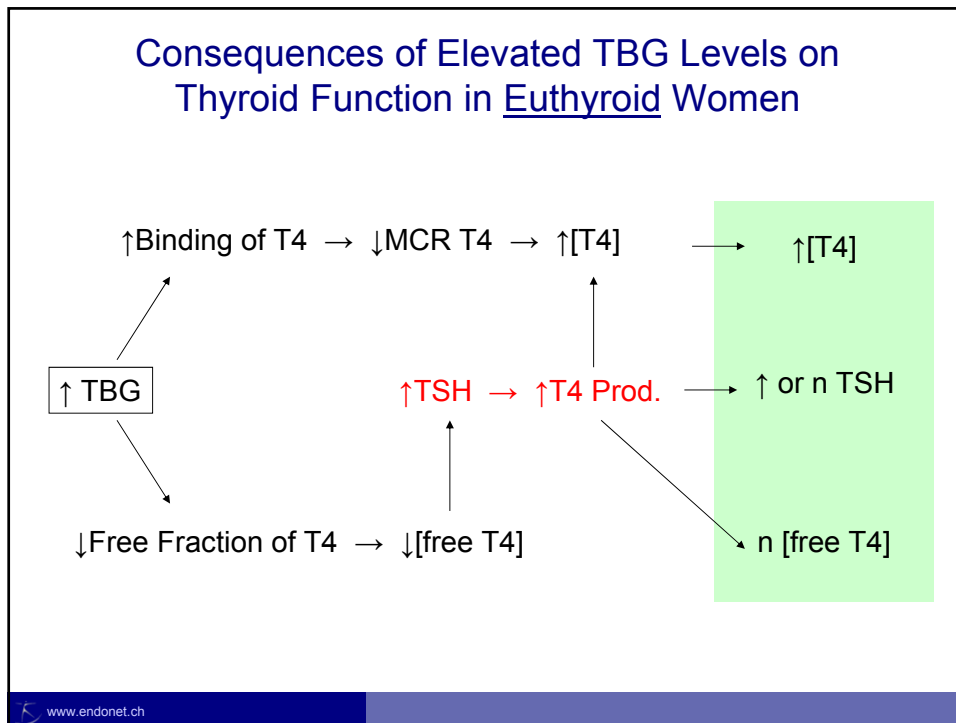 Consequences of Elevated TBG Levels on
Thyroid Function in Euthyroid Women
↑Binding of T4 → ↓MCR T4 → ↑[T4] → ↑[T4]
↑ TBG
↑TSH → ↑T4 Prod. → ↑ or n TSH
↓Free Fraction of T4 → ↓[free T4]
n [free T4]
www.endonet.ch